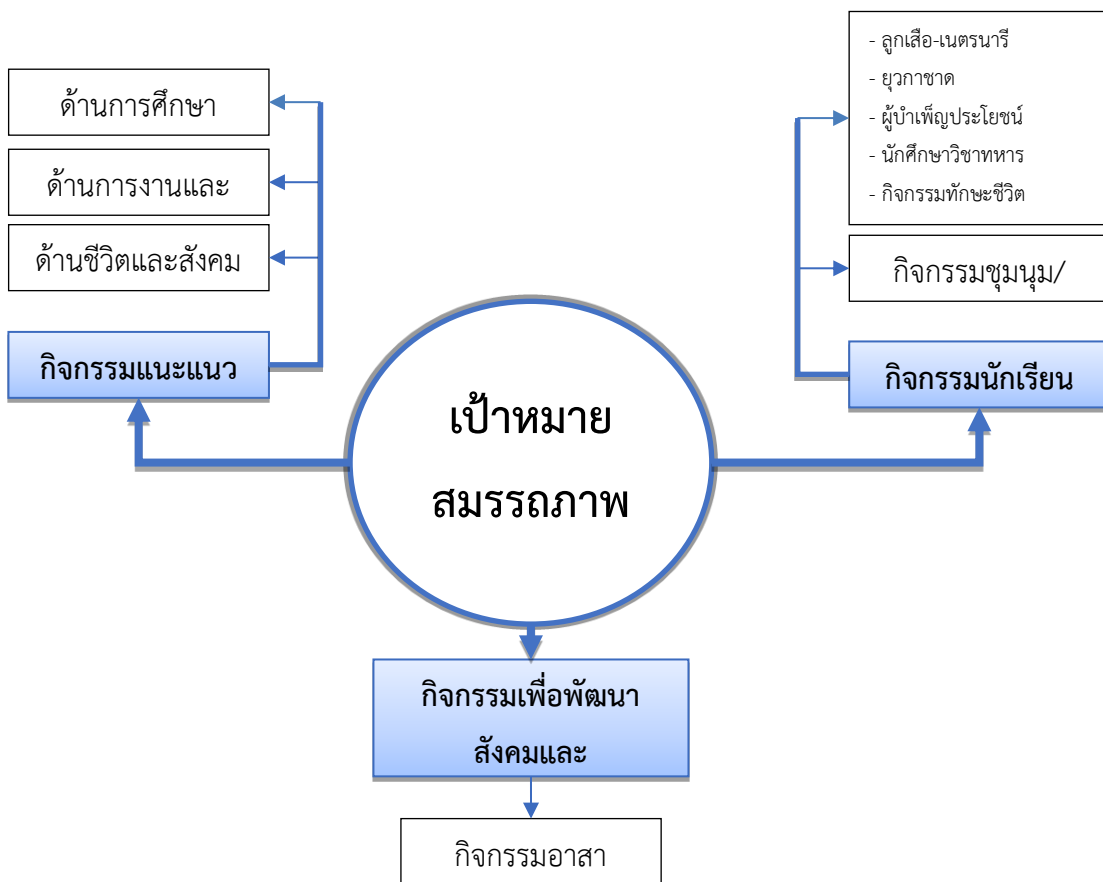 ด้านการศึกษา
ด้านการงานและ
ด้านชีวิตและสังคม
กิจกรรมแนะแนว
- ลูกเสือ-เนตรนารี
- ยุวกาชาด
- ผู้บำเพ็ญประโยชน์
- นักศึกษาวิชาทหาร
- กิจกรรมทักษะชีวิต
กิจกรรมชุมนุม/
กิจกรรมนักเรียน
เป้าหมาย
สมรรถภาพ
กิจกรรมเพื่อพัฒนา
สังคมและ
กิจกรรมอาสา